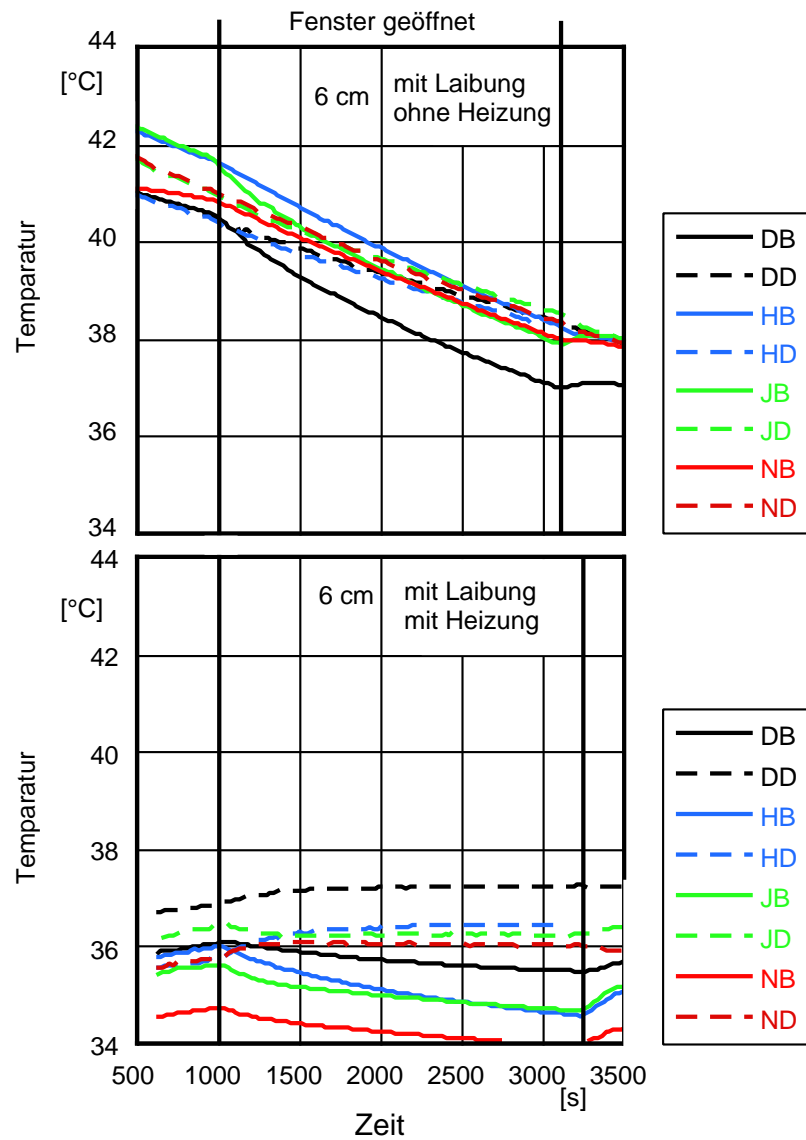 Fenster geöffnet
44
[°C]
6 cm
mit Laibung
ohne Heizung
42
40
38
36
34
Temparatur
DB
DD
HB
HD
JB
JD
NB
ND
44
[°C]
6 cm
mit Laibung
mit Heizung
42
40
38
36
34
Temparatur
DB
DD
HB
HD
JB
JD
NB
ND
500 1000 1500 2000 2500 3000 3500
[s]
Zeit